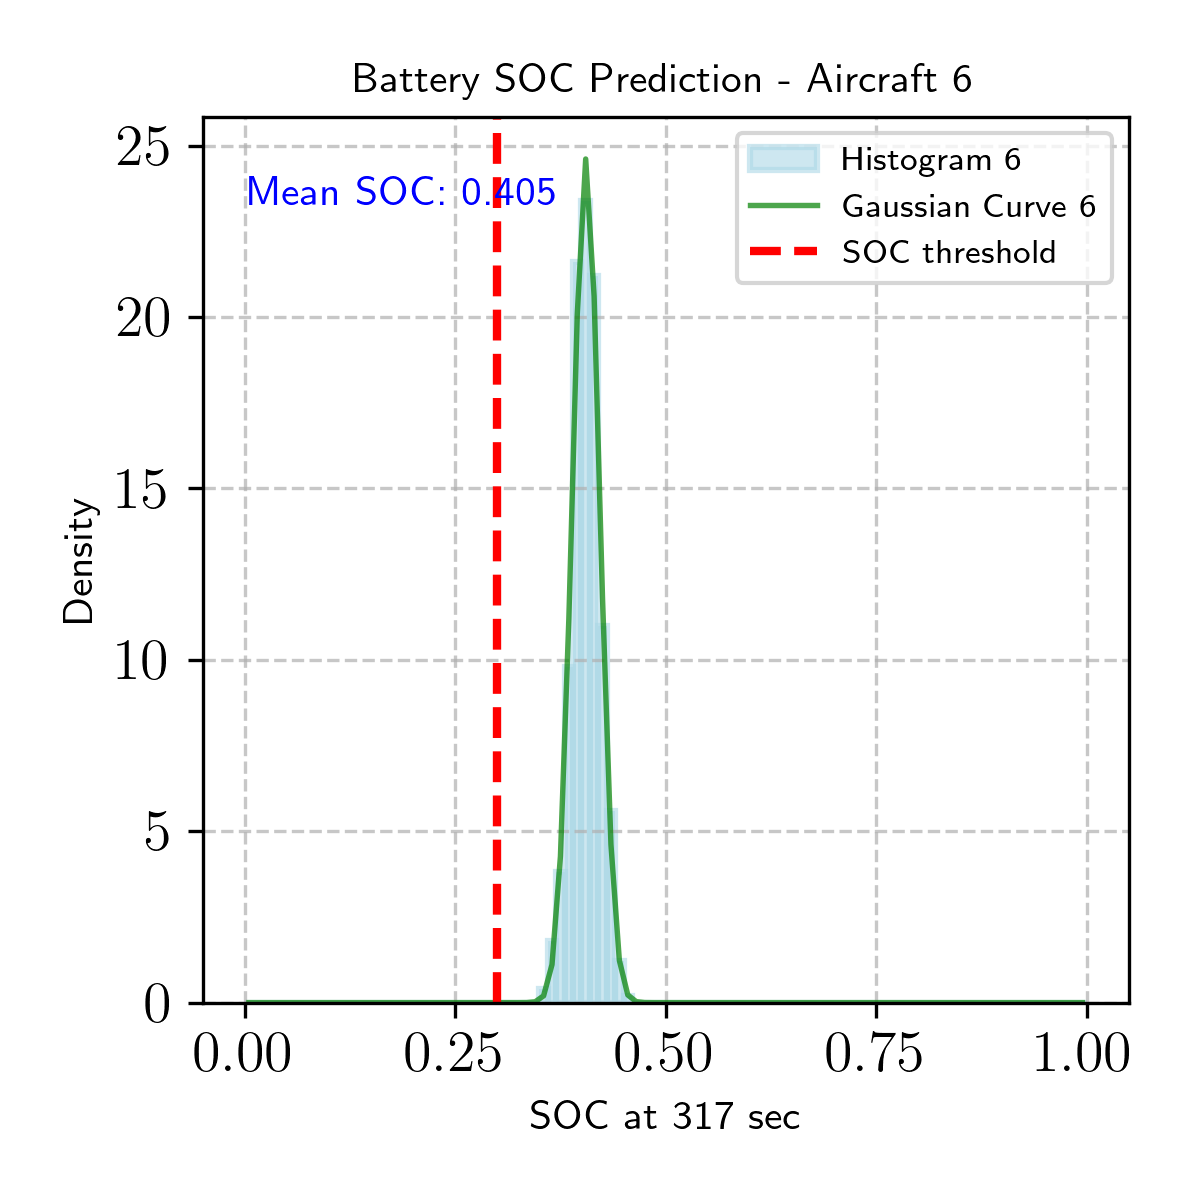 Battery SOC Prediction - Aircraft 6
25
20
15
10
5
0
Density
Mean SOC: 0.405
Histogram 6
Gaussian Curve 6
SOC threshold
0.00 0.25 0.50 0.75 1.00
SOC at 317 sec